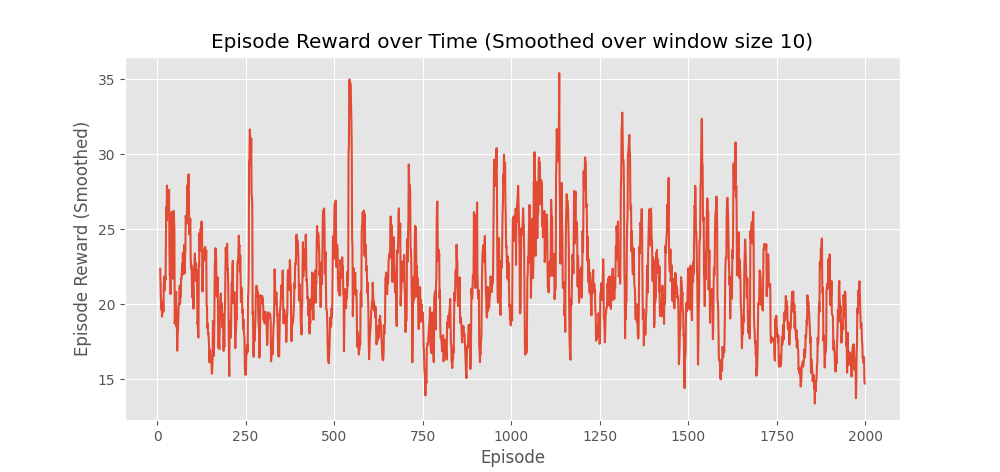 Episode Reward over Time (Smoothed over window size 10)
Episode Reward (Smoothed)
35
30
25
20
15
0 250 500 750 1000 1250 1500 1750 2000
Episode